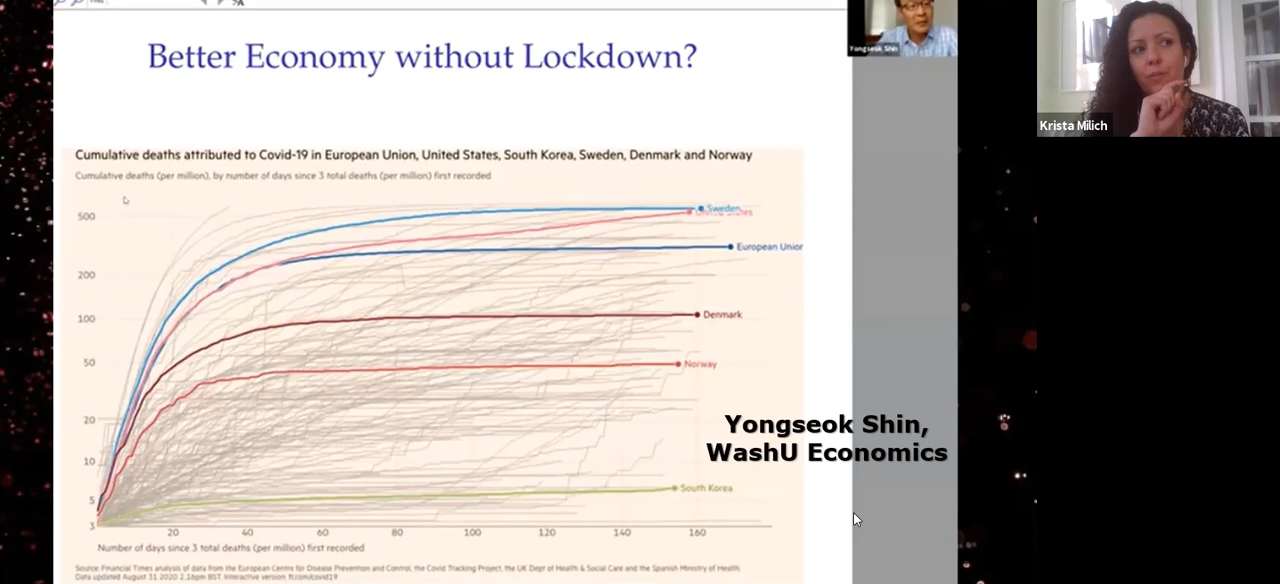 Better Economy without Lockdown?
Yongseok Shin
Krista Milich
Cumulative deaths attributed to Covid-19 in European Union, United States, South Korea, Sweden, Denmark and Norway
Cumulative deaths (per million), by number of days since 3 total deaths (per million) first recorded
500
Sweden
United States
European Union
200
100
Denmark
50
Norway
20
Yongseok Shin,
WashU Economics
10
5
South Korea
3
20 40 60 80 100 120 140 160
Number of days since 3 total deaths (per million) first recorded
Source: Financial Times analysis of data from the European Centre for Disease Prevention and Control, the Covid Tracking Project, the UK Dept of Health & Social Care and the Spanish Ministry of Health.
Data updated August 11 2020 2.16pm BST. Interactive version: ft.com/covid19